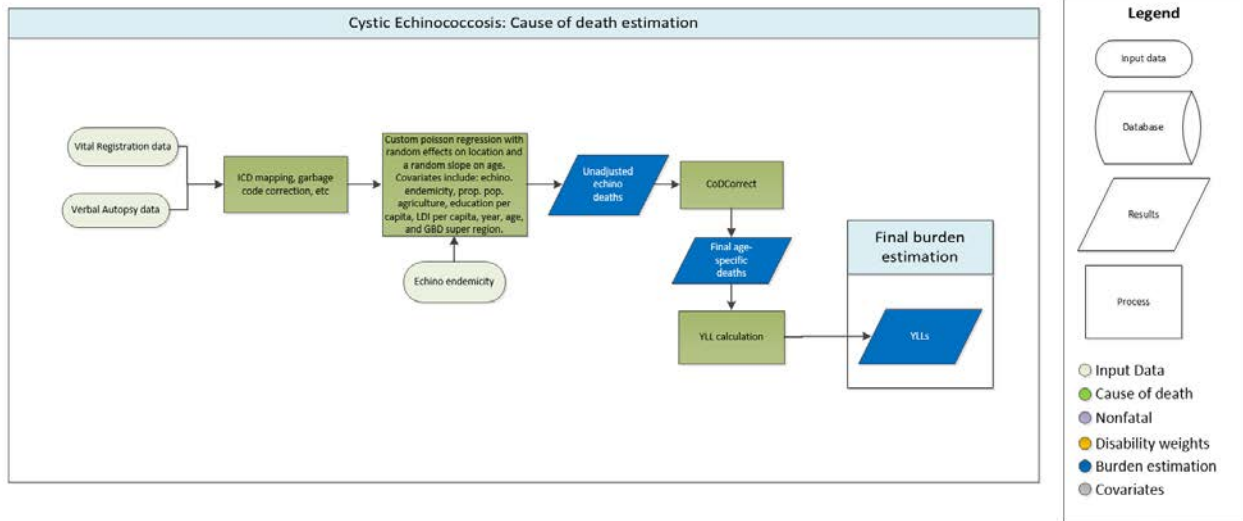 Cystic Echinococcosis: Cause of death estimation
Vital Registration data
Verbal Autopsy data
ICD mapping, garbage
code correction, etc
Custom poisson regression with
random effects on location and
a random slope on age.
Covariates include: echino.
endemicity, prop. pop.
agriculture, education per
capita, LDI per capita, year, age,
and GBD super region.
Echino endemicity
Unadjusted
echino
deaths
CoDCorrect
Final age-
specific
deaths
YLL calculation
Final burden
estimation
YLLs
Legend
Input data
Database
Results
Process
Input Data
Cause of death
Nonfatal
Disability weights
Burden estimation
Covariates